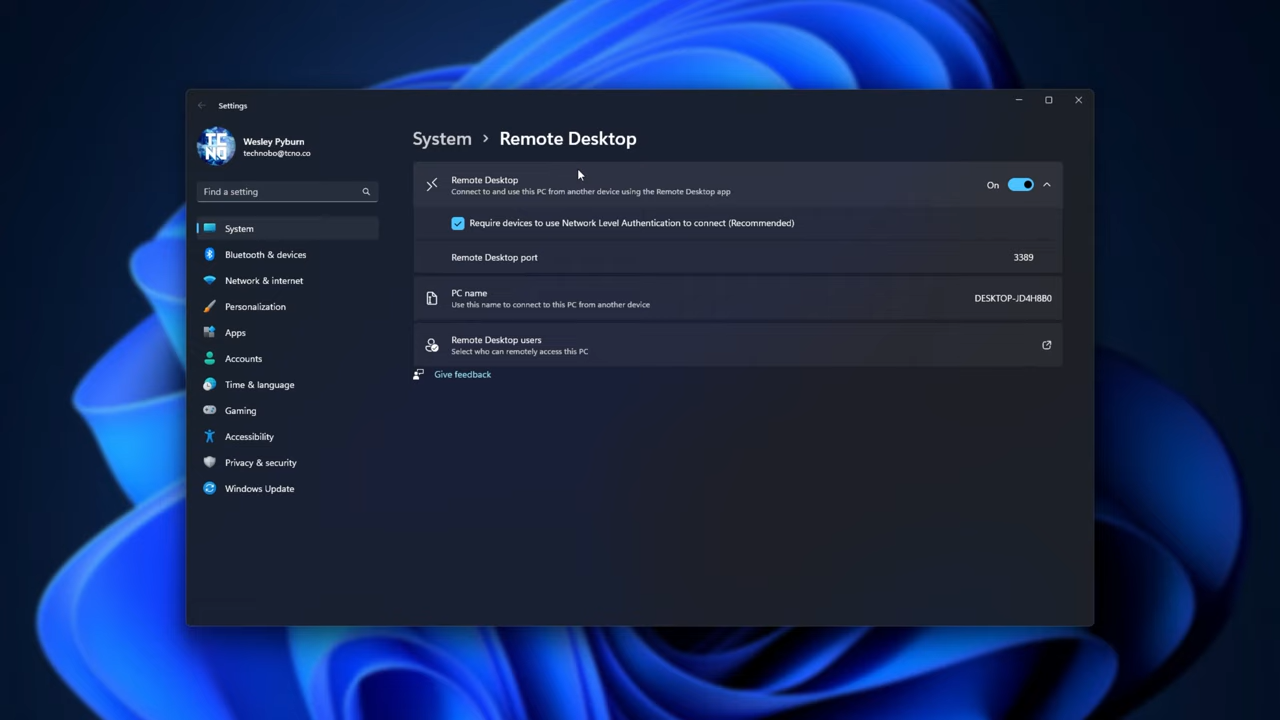 Settings
TC
NO
Wesley Pyburn
technobo@tcno.co
Find a setting
System
Bluetooth & devices
Network & internet
Personalization
Apps
Accounts
Time & language
Gaming
Accessibility
Privacy & security
Windows Update
System › Remote Desktop
Remote Desktop
Connect to and use this PC from another device using the Remote Desktop app
On
Require devices to use Network Level Authentication to connect (Recommended)
Remote Desktop port
3389
PC name
Use this name to connect to this PC from another device
DESKTOP-JD4H8B0
Remote Desktop users
Select who can remotely access this PC
Give feedback